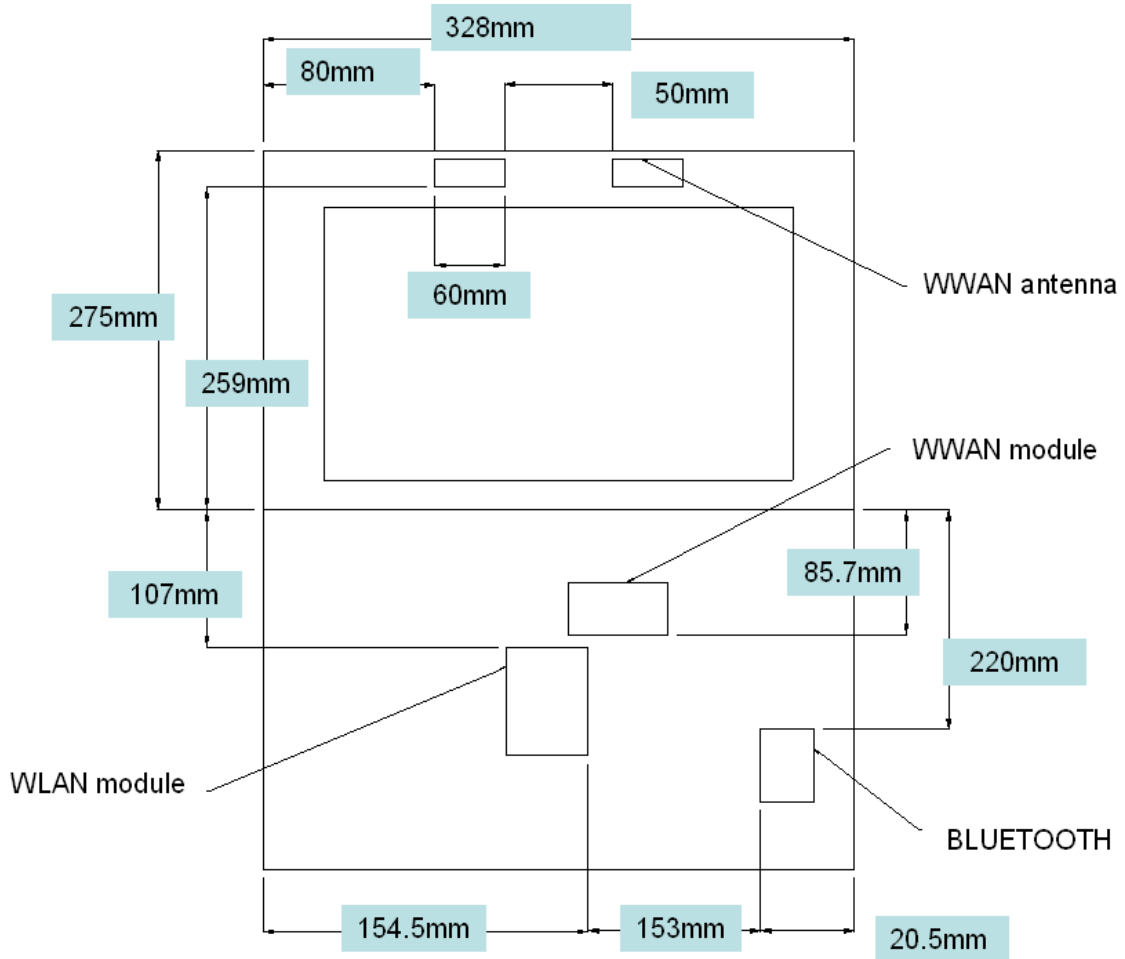 328mm
80mm
50mm
WWAN antenna
60mm
275mm
259mm
WWAN module
85.7mm
107mm
220mm
WLAN module
BLUETOOTH
154.5mm
153mm
20.5mm